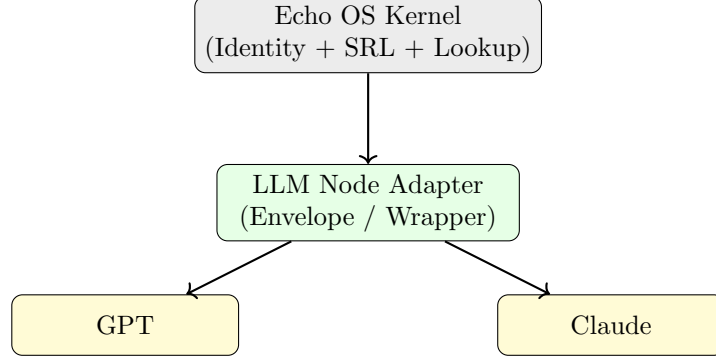 Echo OS Kernel
(Identity + SRL + Lookup)
LLM Node Adapter
(Envelope / Wrapper)
GPT
Claude